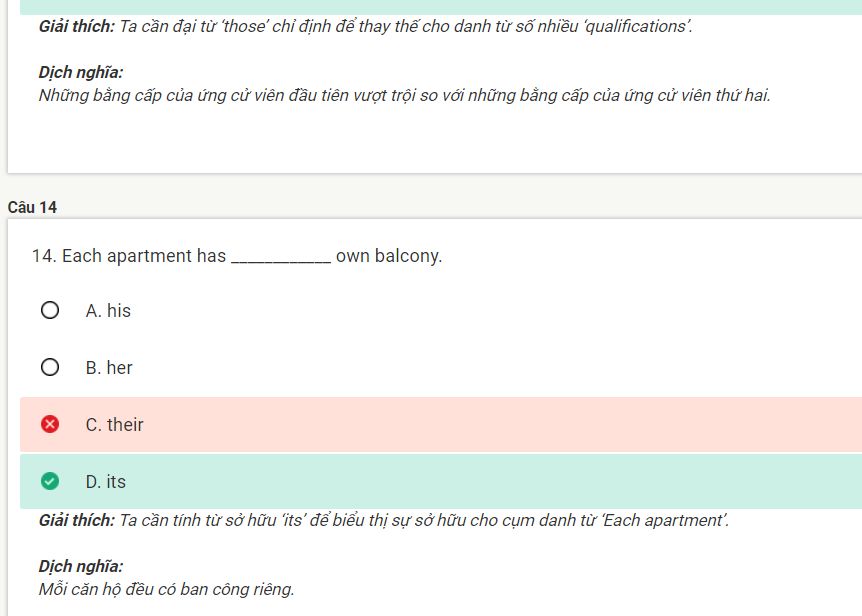 Giải thích: Ta cần đại từ ‘those’ chỉ định để thay thế cho danh từ số nhiều ‘qualifications’.
Dịch nghĩa:
Những bằng cấp của ứng cử viên đầu tiên vượt trội so với những bằng cấp của ứng cử viên thứ hai.
Câu 14
14. Each apartment has ____________ own balcony.
A. his
B. her
C. their
D. its
Giải thích: Ta cần tính từ sở hữu ‘its’ để biểu thị sự sở hữu cho cụm danh từ ‘Each apartment’.
Dịch nghĩa:
Mỗi căn hộ đều có ban công riêng.